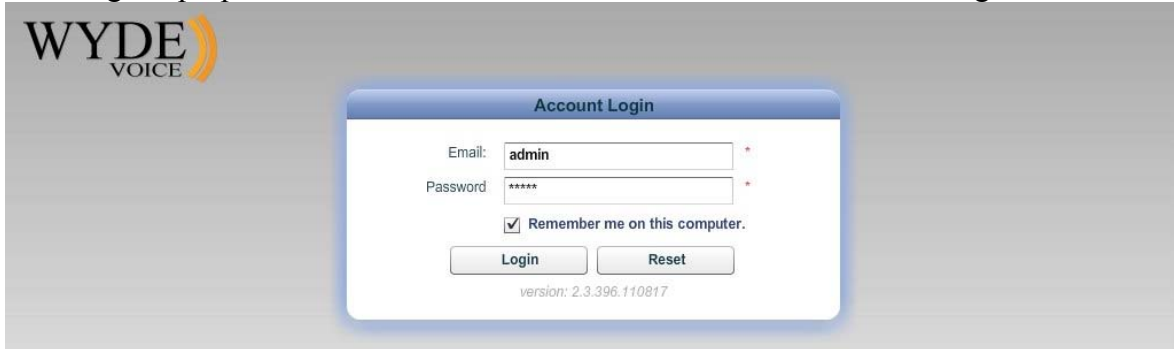 WYDE
VOICE
Account Login
Email: admin *
Password ***** *
Remember me on this computer.
Login Reset
version: 2.3.396.110817